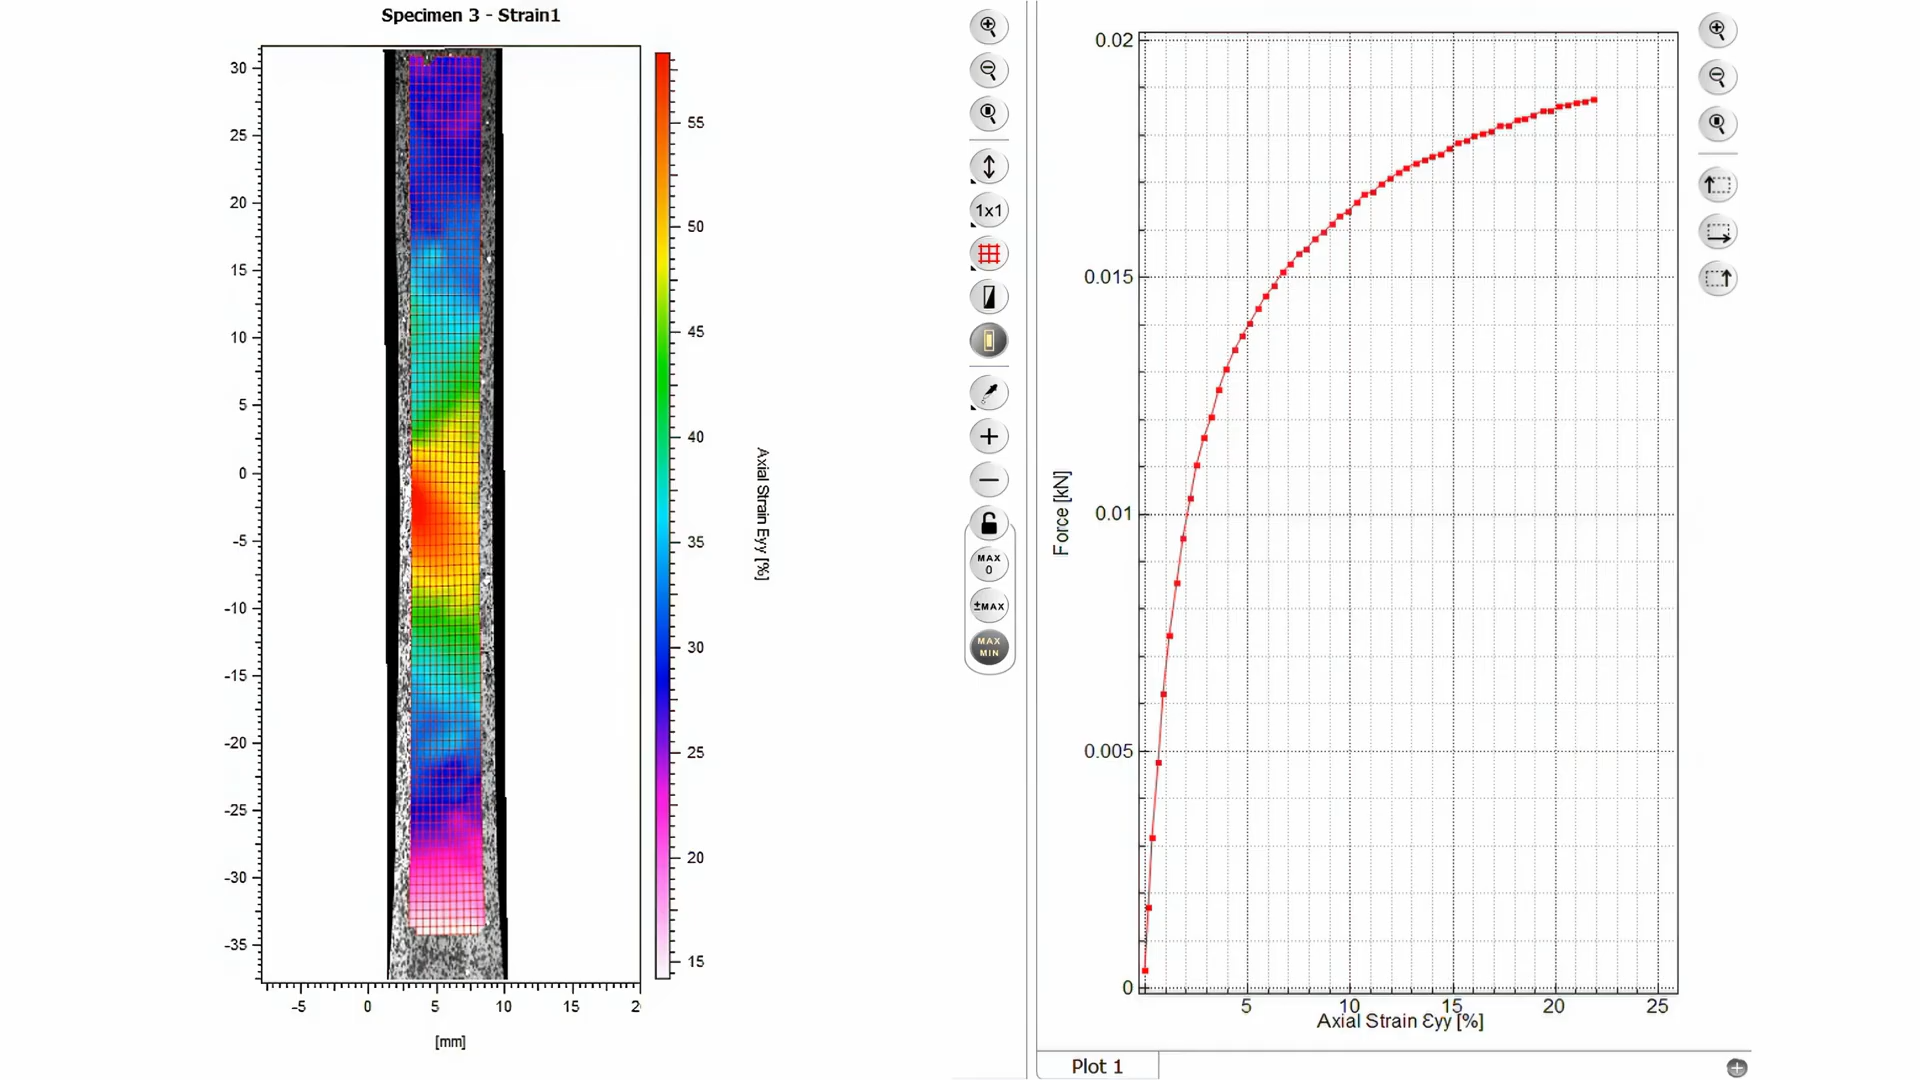 Specimen 3 - Strain1
30
25
20
15
10
5
0
-5
-10
-15
-20
-25
-30
-35
-5 0 5 10 15 2
[mm]
55
50
45
40
35
30
25
20
15
Axial Strain Eyy [%]
1x1
MAX
0
±MAX
MAX
MIN
0.02
0.015
0.01
0.005
0
Force [kN]
5 10 15 20 25
Axial Strain Ɛyy [%]
Plot 1